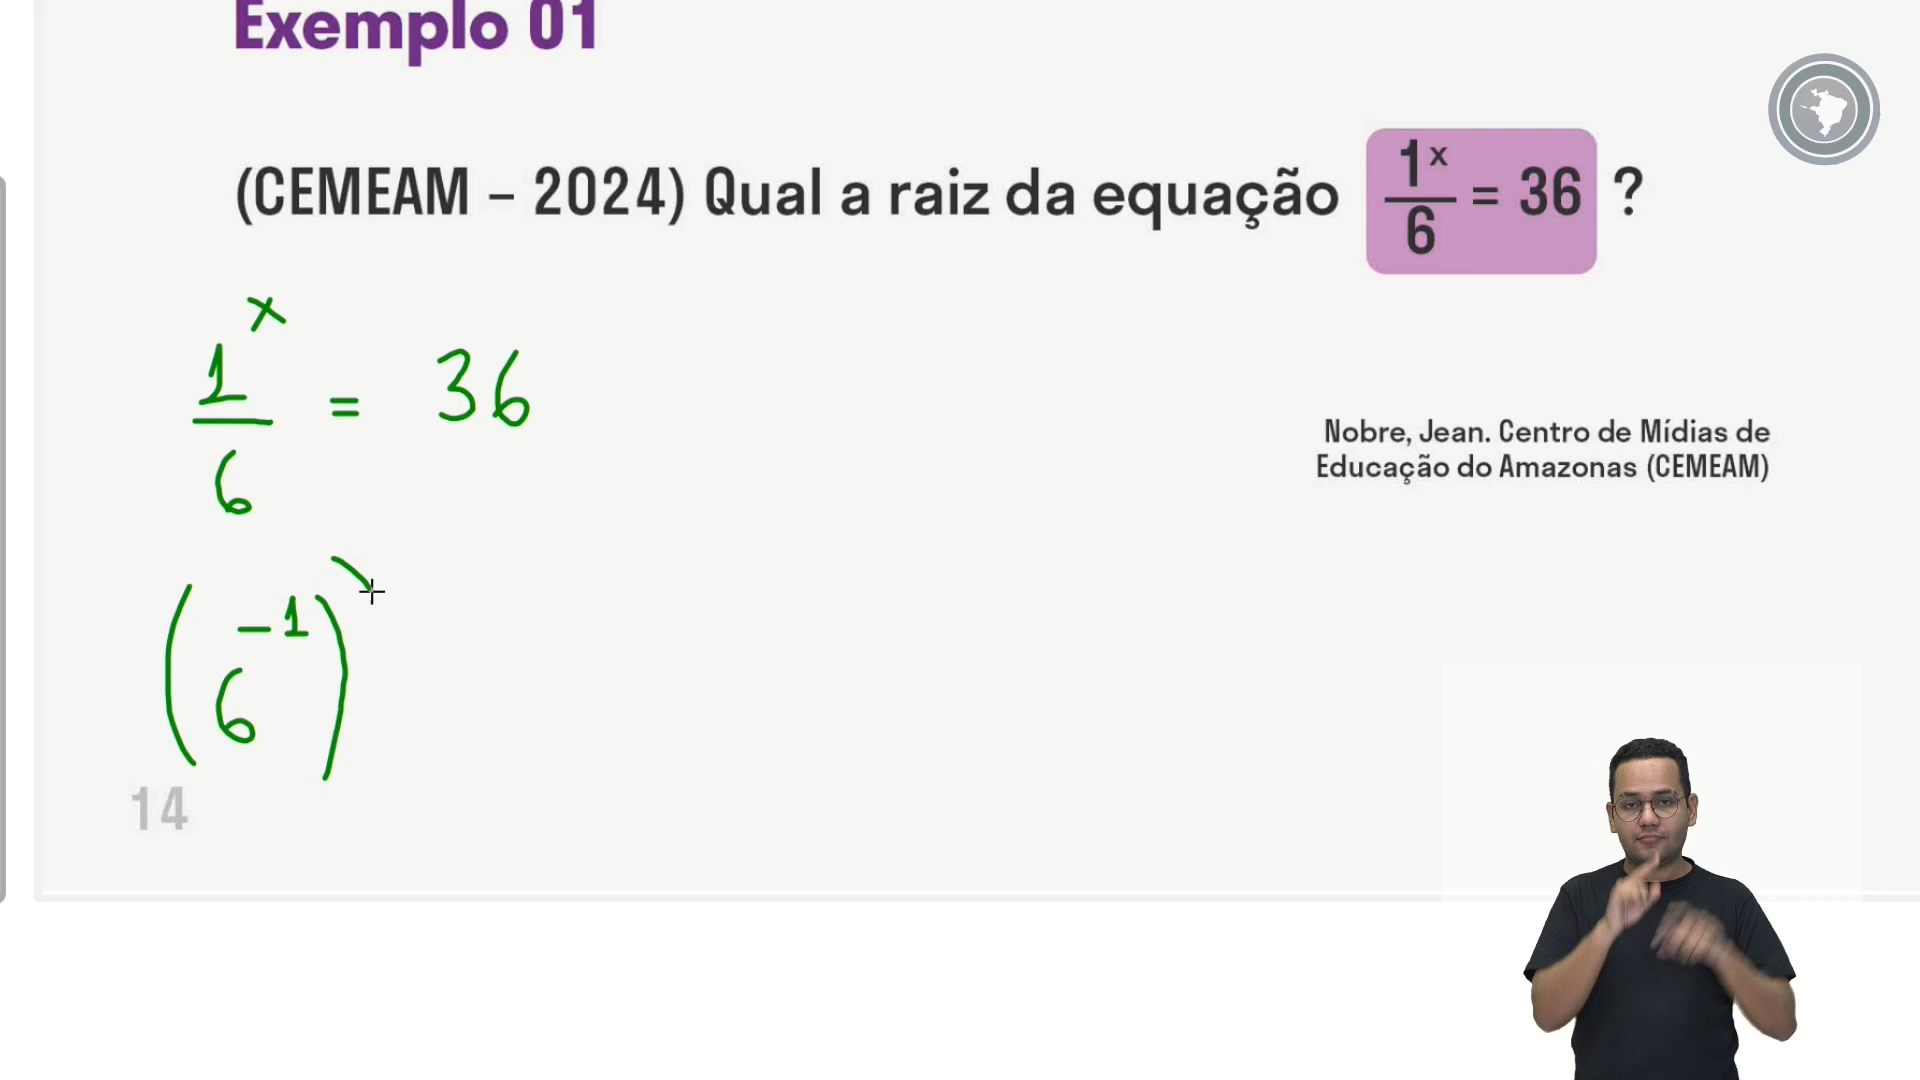 Exemplo 01
(CEMEAM – 2024) Qual a raiz da equação 1^x/6 = 36 ?
1^x/6 = 36
Nobre, Jean. Centro de Mídias de
Educação do Amazonas (CEMEAM)
(6^-1)
14